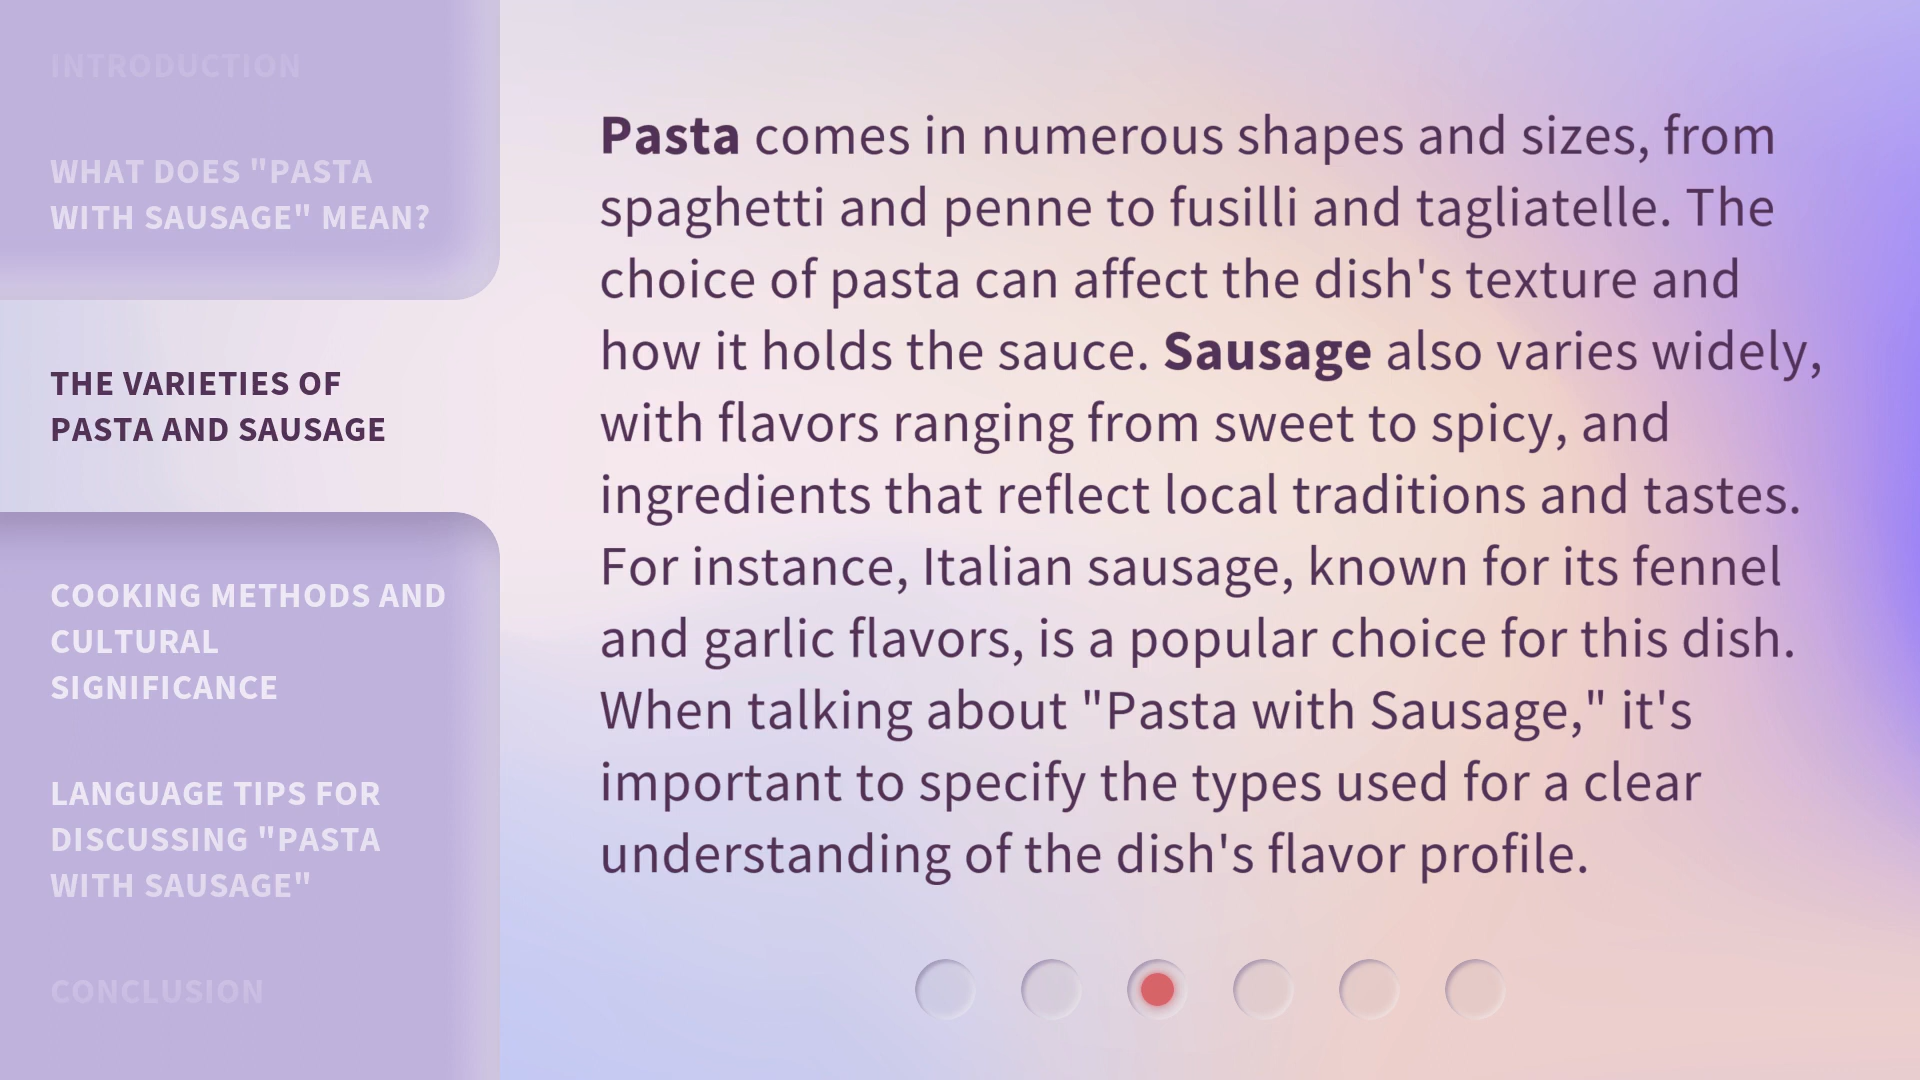 INTRODUCTION
WHAT DOES "PASTA
WITH SAUSAGE" MEAN?
THE VARIETIES OF
PASTA AND SAUSAGE
COOKING METHODS AND
CULTURAL
SIGNIFICANCE
LANGUAGE TIPS FOR
DISCUSSING "PASTA
WITH SAUSAGE"
CONCLUSION
Pasta comes in numerous shapes and sizes, from
spaghetti and penne to fusilli and tagliatelle. The
choice of pasta can affect the dish's texture and
how it holds the sauce. Sausage also varies widely,
with flavors ranging from sweet to spicy, and
ingredients that reflect local traditions and tastes.
For instance, Italian sausage, known for its fennel
and garlic flavors, is a popular choice for this dish.
When talking about "Pasta with Sausage," it's
important to specify the types used for a clear
understanding of the dish's flavor profile.